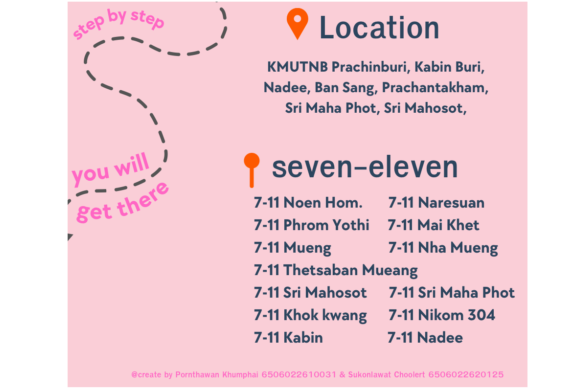 step by step
Location
KMUTNB Prachinburi, Kabin Buri,
Nadee, Ban Sang, Prachantakham,
Sri Maha Phot, Sri Mahosot,
you will
get there
seven-eleven
7-11 Noen Hom. 7-11 Naresuan
7-11 Phrom Yothi 7-11 Mai Khet
7-11 Mueng 7-11 Nha Mueng
7-11 Thetsaban Mueang
7-11 Sri Mahosot 7-11 Sri Maha Phot
7-11 Khok kwang 7-11 Nikom 304
7-11 Kabin 7-11 Nadee
@create by Pornthawan Khumphai 6506022610031 & Sukonlawat Choolert 6506022620125